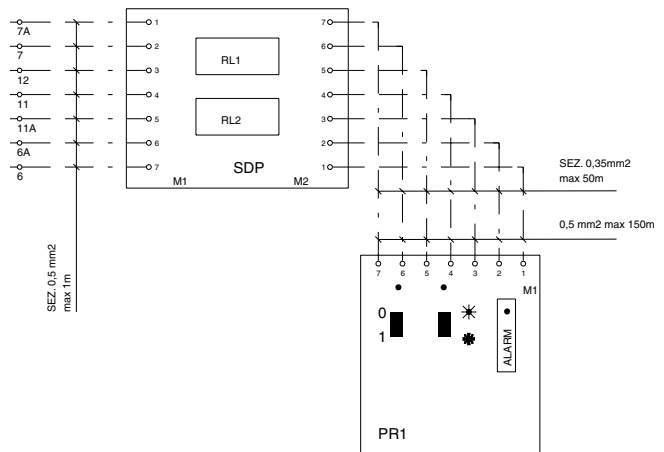 7A
7
12
11
11A
6A
6
1
2
3
4
5
6
7
RL1
RL2
SDP
M1
M2
7
6
5
4
3
2
1
SEZ. 0,5 mm2
max 1m
SEZ. 0,35mm2
max 50m
0,5 mm2 max 150m
7 6 5 4 3 2 1
M1
0
1
ALARM
PR1